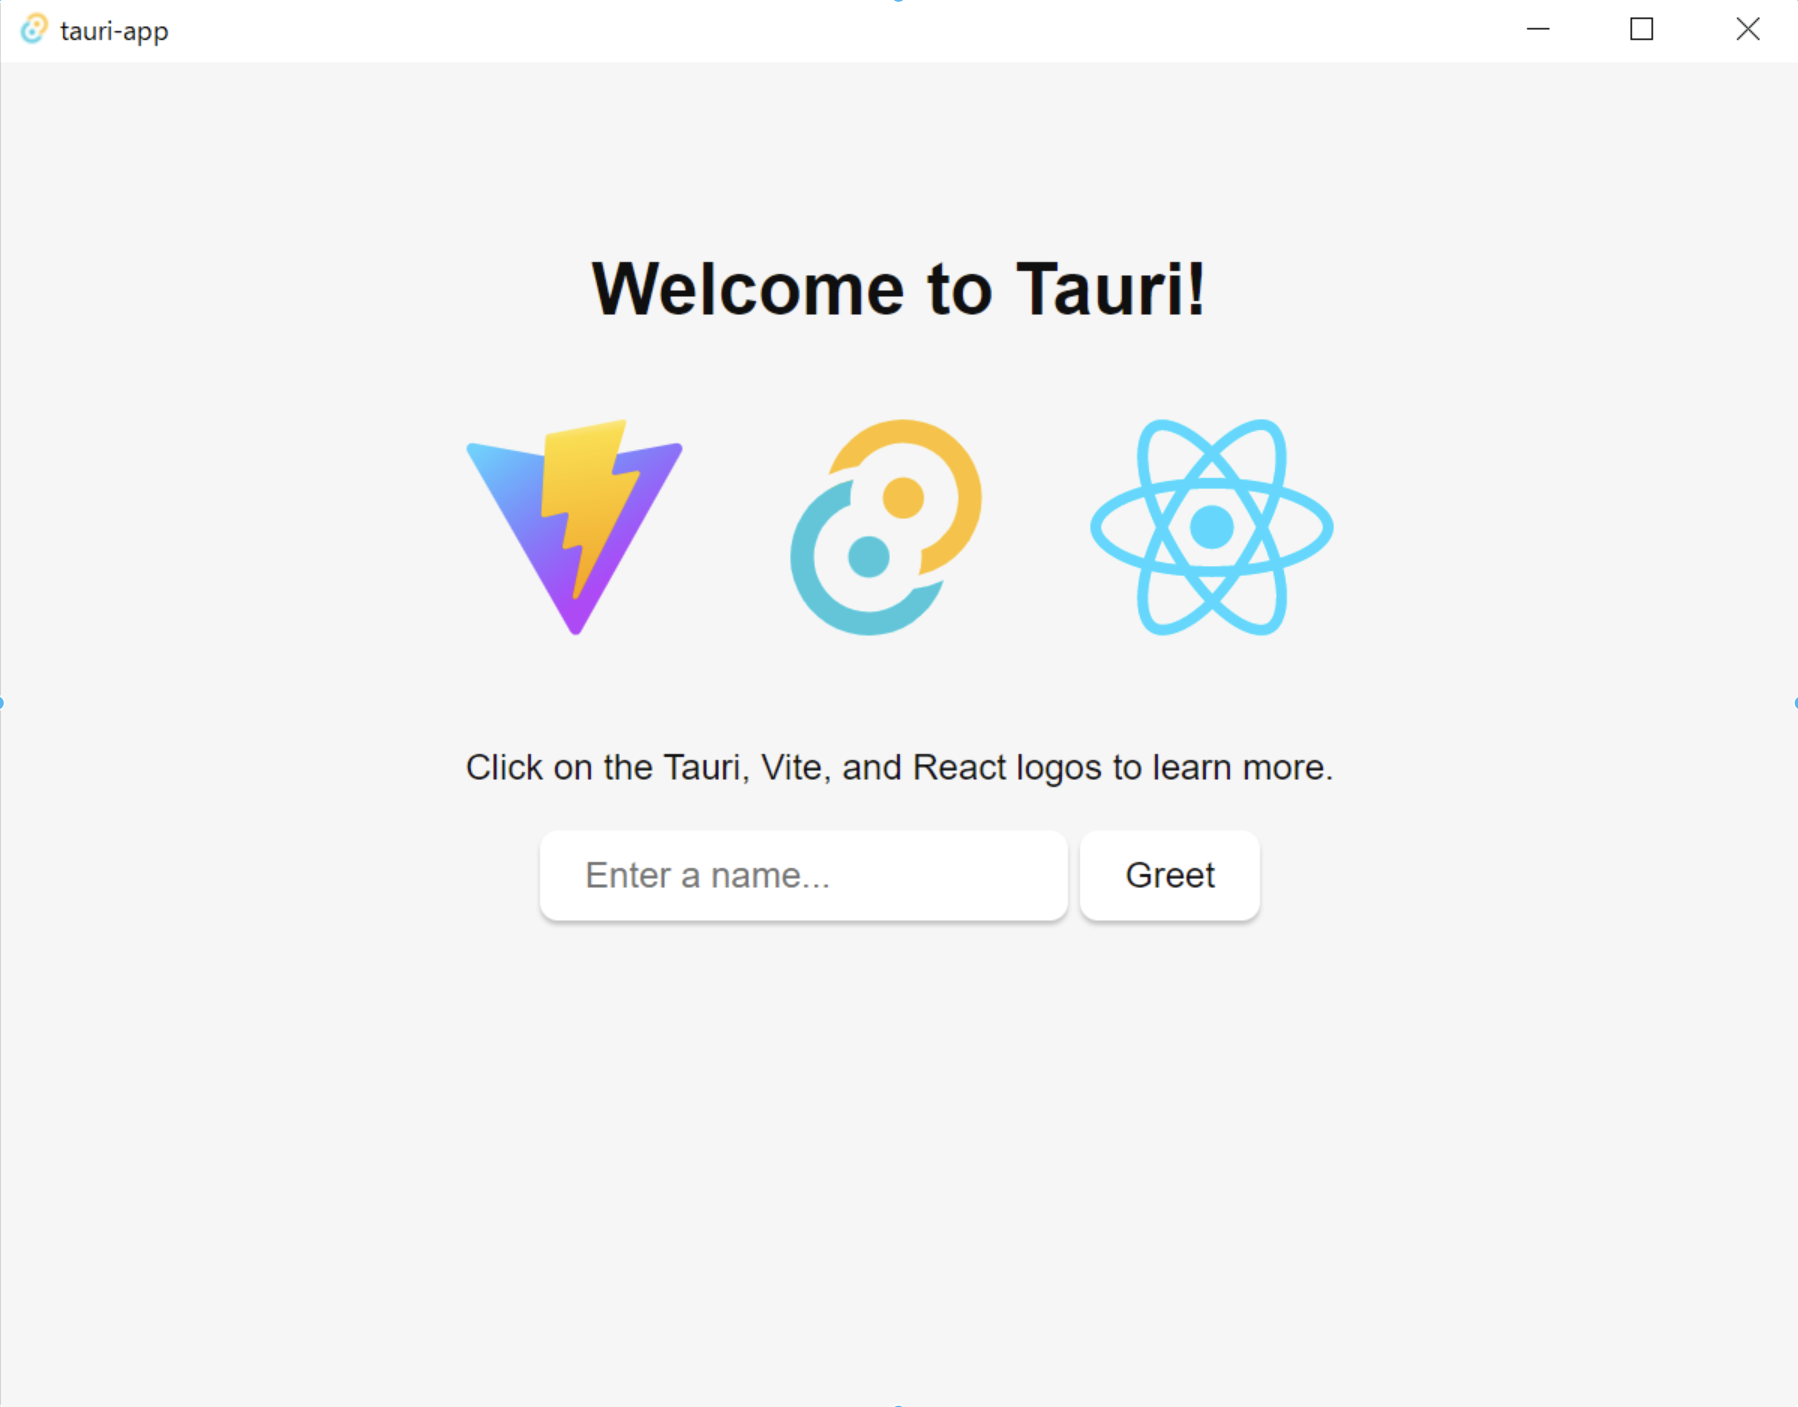 tauri-app
Welcome to Tauri!
Click on the Tauri, Vite, and React logos to learn more.
Enter a name...
Greet